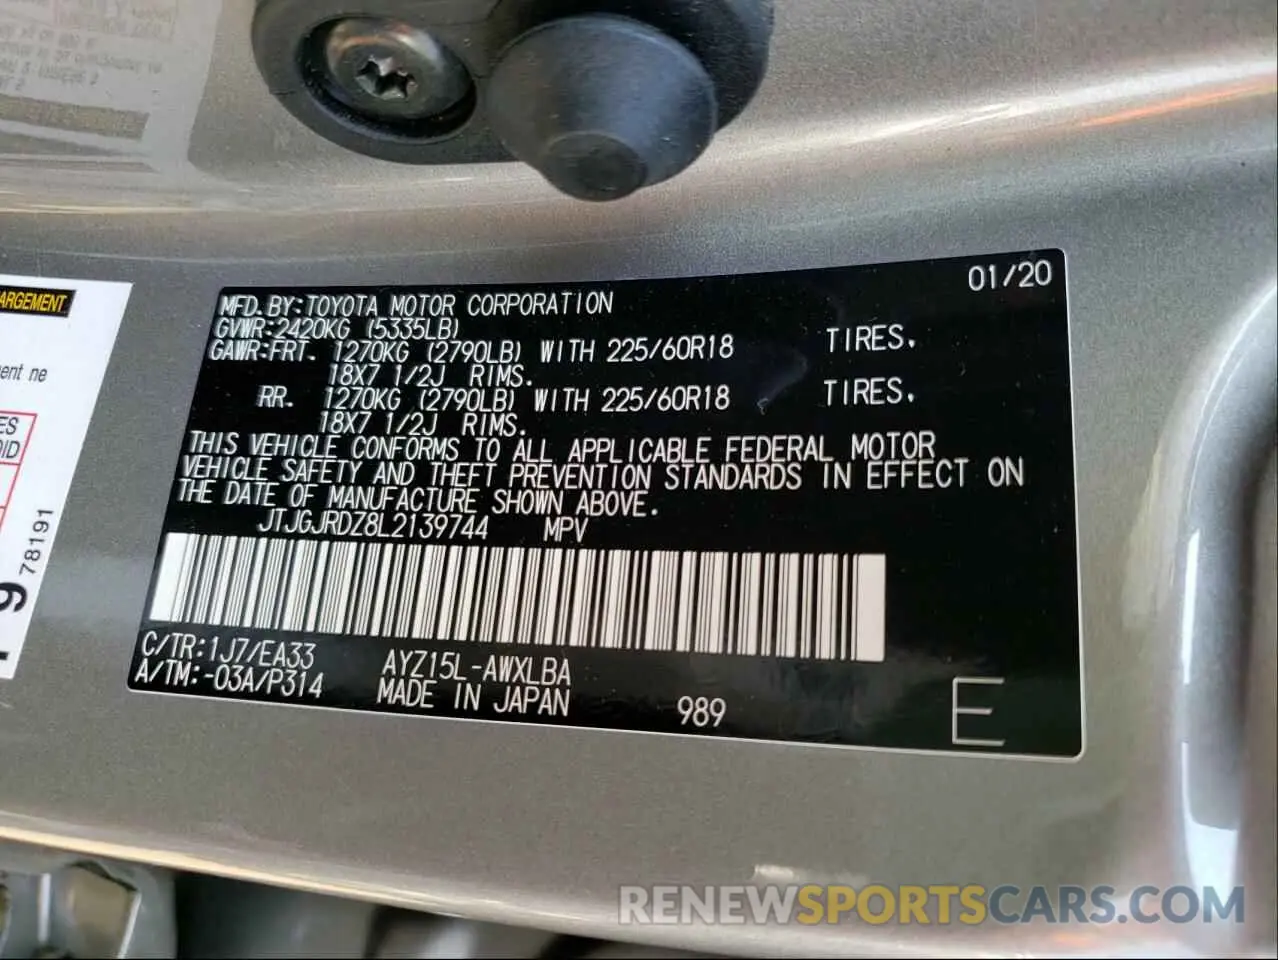 01/20
MFD.BY:TOYOTA MOTOR CORPORATION
GVWR:2420KG (5335LB)
GAWR:FRT. 1270KG (2790LB) WITH 225/60R18 TIRES.
18X7 1/2J RIMS.
RR. 1270KG (2790LB) WITH 225/60R18 TIRES.
18X7 1/2J RIMS.
THIS VEHICLE CONFORMS TO ALL APPLICABLE FEDERAL MOTOR
VEHICLE SAFETY AND THEFT PREVENTION STANDARDS IN EFFECT ON
THE DATE OF MANUFACTURE SHOWN ABOVE.
JTJGJRDZ8L2139744 MPV
C/TR:1J7/EA33 AYZ15L-AWXLBA
A/TM:-03A/P314 MADE IN JAPAN 989 E
ARGEMENT
ent ne
ES
ID
78191
9
RENEWSPORTSCARS.COM